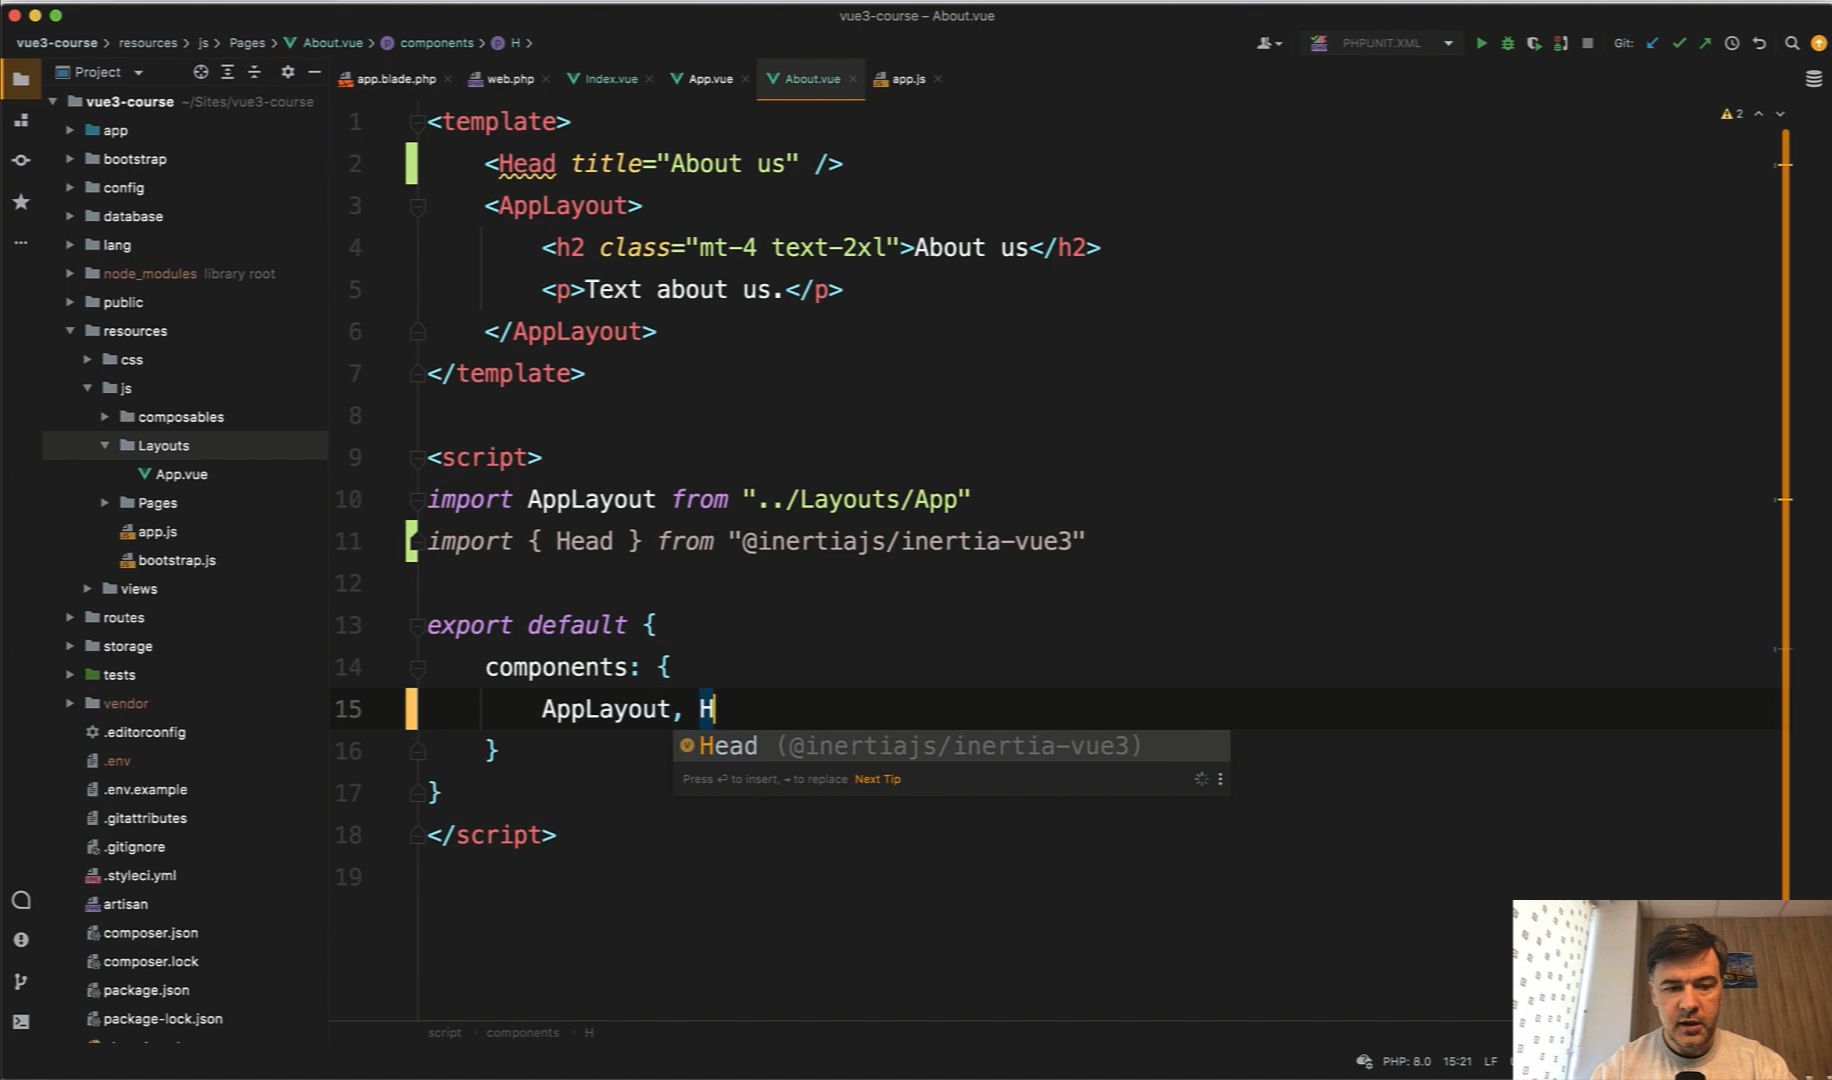 vue3-course – About.vue
vue3-course > resources > js > Pages > About.vue > components > H >
PHPUNIT.XML
Git:
Project
app.blade.php
web.php
Index.vue
App.vue
About.vue
app.js
vue3-course ~/Sites/vue3-course
app
bootstrap
config
database
lang
node_modules library root
public
resources
css
js
composables
Layouts
App.vue
Pages
app.js
bootstrap.js
views
routes
storage
tests
vendor
.editorconfig
.env
.env.example
.gitattributes
.gitignore
.styleci.yml
artisan
composer.json
composer.lock
package.json
package-lock.json
2
1 <template>
2 <Head title="About us" />
3 <AppLayout>
4 <h2 class="mt-4 text-2xl">About us</h2>
5 <p>Text about us.</p>
6 </AppLayout>
7 </template>
8
9 <script>
10 import AppLayout from "../Layouts/App"
11 import { Head } from "@inertiajs/inertia-vue3"
12
13 export default {
14 components: {
15 AppLayout, H
Head (@inertiajs/inertia-vue3)
16 }
Press ⏎ to insert, → to replace Next Tip
17 }
18 </script>
19
script > components > H
PHP: 8.0 15:21 LF